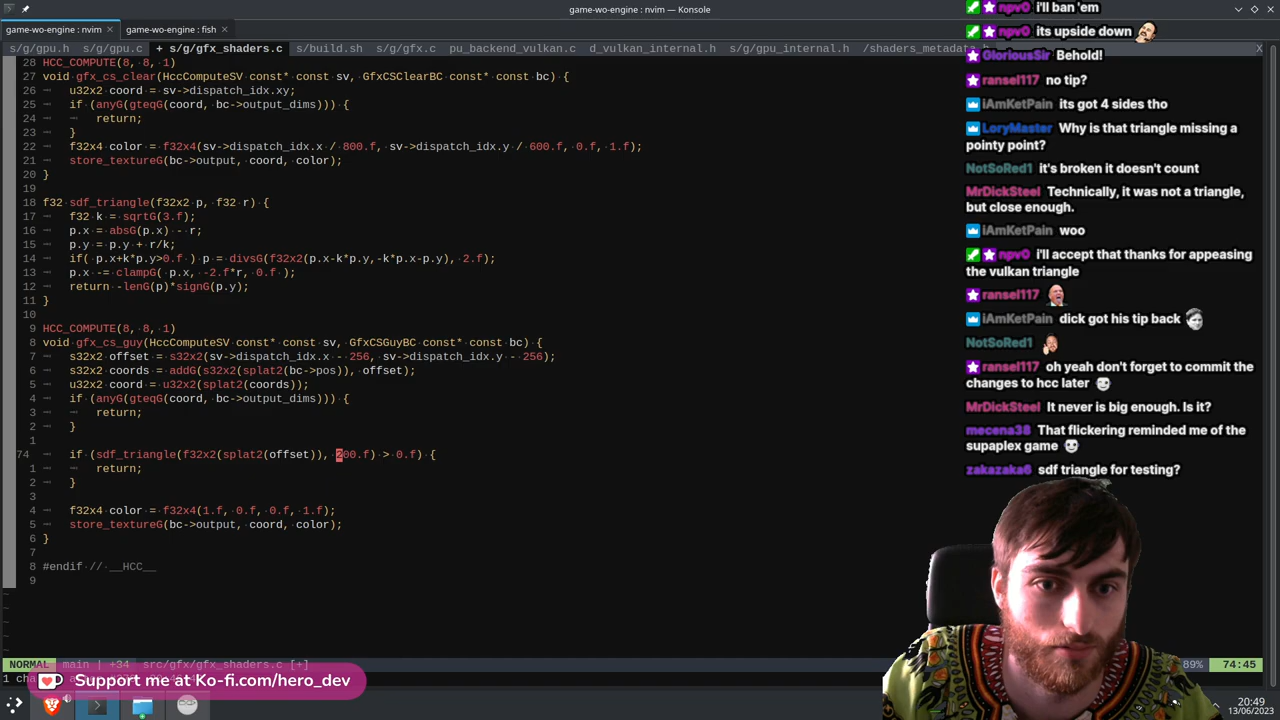 game-wo-engine : nvim — Konsole
game-wo-engine : nvim × game-wo-engine : fish ×
s/g/gpu.h s/g/gpu.c + s/g/gfx_shaders.c s/g/gfx.c pu_backend_vulkan.c d_vulkan_internal.h s/g/gpu_internal.h /shaders_metadata.h X
28 HCC_COMPUTE(8, 8, 1)
27 void gfx_cs_clear(HccComputeSV const* const sv, GfxCSClearBC const* const bc) {
26 u32x2 coord = sv->dispatch_idx.xy;
25 if (anyG(gteqG(coord, bc->output_dims))) {
24 return;
23 }
22 f32x4 color = f32x4(sv->dispatch_idx.x / 800.f, sv->dispatch_idx.y / 600.f, 0.f, 1.f);
21 store_textureG(bc->output, coord, color);
20 }
19
18 f32 sdf_triangle(f32x2 p, f32 r) {
17 f32 k = sqrtG(3.f);
16 p.x = absG(p.x) - r;
15 p.y = p.y + r/k;
14 if( p.x+k*p.y>0.f ) p = divsG(f32x2(p.x-k*p.y,-k*p.x-p.y), 2.f);
13 p.x -= clampG( p.x, -2.f*r, 0.f );
12 return -lenG(p)*signG(p.y);
11 }
10
9 HCC_COMPUTE(8, 8, 1)
8 void gfx_cs_guy(HccComputeSV const* const sv, GfxCSGuyBC const* const bc) {
7 s32x2 offset = s32x2(sv->dispatch_idx.x - 256, sv->dispatch_idx.y - 256);
6 s32x2 coords = addG(s32x2(splat2(bc->pos)), offset);
5 u32x2 coord = u32x2(splat2(coords));
4 if (anyG(gteqG(coord, bc->output_dims))) {
3 return;
2 }
1
74 if (sdf_triangle(f32x2(splat2(offset)), 200.f) > 0.f) {
1 return;
2 }
3
4 f32x4 color = f32x4(1.f, 0.f, 0.f, 1.f);
5 store_textureG(bc->output, coord, color);
6 }
7
8 #endif // __HCC__
9
~
~
~
~
NORMAL main | +34 src/gfx/gfx_shaders.c [+] 89% 74:45
Support me at Ko-fi.com/hero_dev
20:49
13/06/2023
npv0 i'll ban 'em
npv0 its upside down
GloriousSir Behold!
ransel117 no tip?
iAmKetPain its got 4 sides tho
LoryMaster Why is that triangle missing a
pointy point?
NotSoRed1 it's broken it doesn't count
MrDickSteel Technically, it was not a triangle,
but close enough.
iAmKetPain woo
npv0 i'll accept that thanks for appeasing
the vulkan triangle
ransel117
iAmKetPain dick got his tip back
NotSoRed1
ransel117 oh yeah don't forget to commit the
changes to hcc later
MrDickSteel It never is big enough. Is it?
mecena38 That flickering reminded me of the
supaplex game
zakazaka6 sdf triangle for testing?